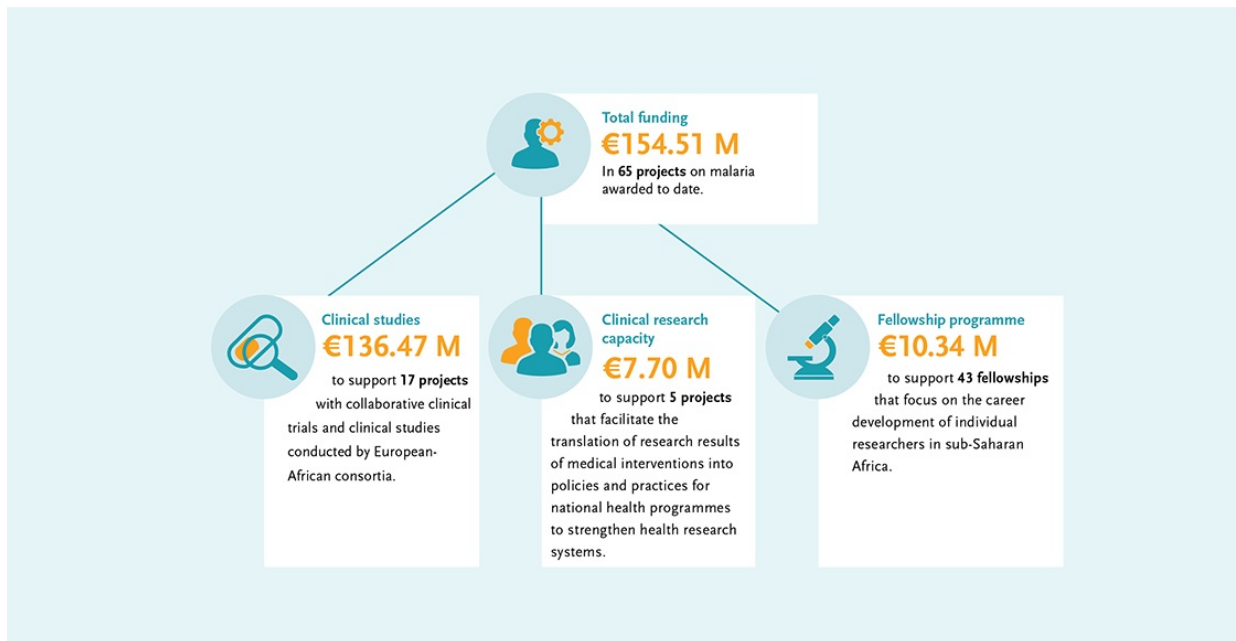 Total funding
€154.51 M
In 65 projects on malaria
awarded to date.
Clinical studies
€136.47 M
to support 17 projects
with collaborative clinical
trials and clinical studies
conducted by European-
African consortia.
Clinical research
capacity
€7.70 M
to support 5 projects
that facilitate the
translation of research results
of medical interventions into
policies and practices for
national health programmes
to strengthen health research
systems.
Fellowship programme
€10.34 M
to support 43 fellowships
that focus on the career
development of individual
researchers in sub-Saharan
Africa.